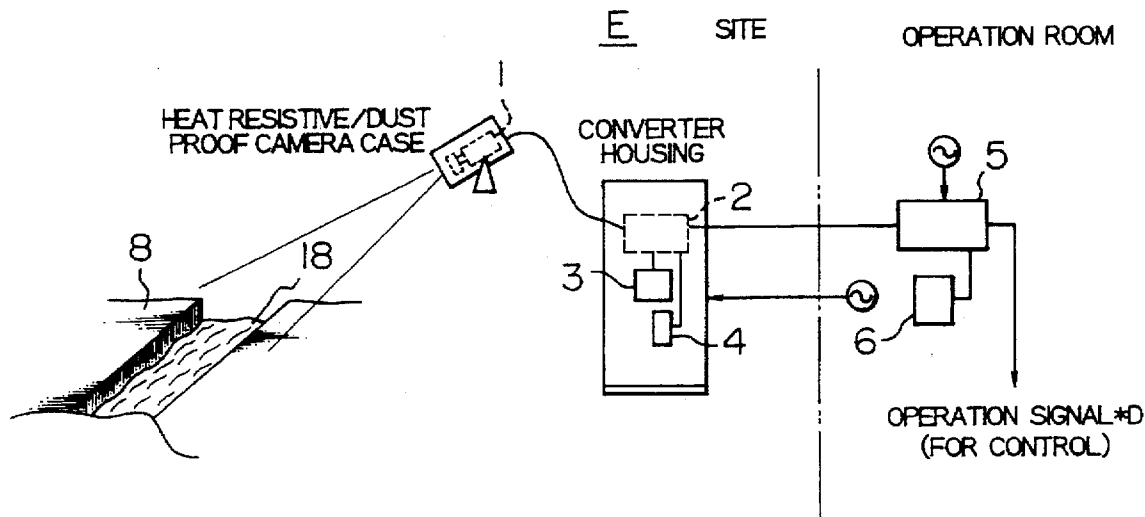 E
SITE
OPERATION ROOM
1
HEAT RESISTIVE/DUST
PROOF CAMERA CASE
CONVERTER
HOUSING
5
2
8
18
3
4
6
OPERATION SIGNAL*D
(FOR CONTROL)